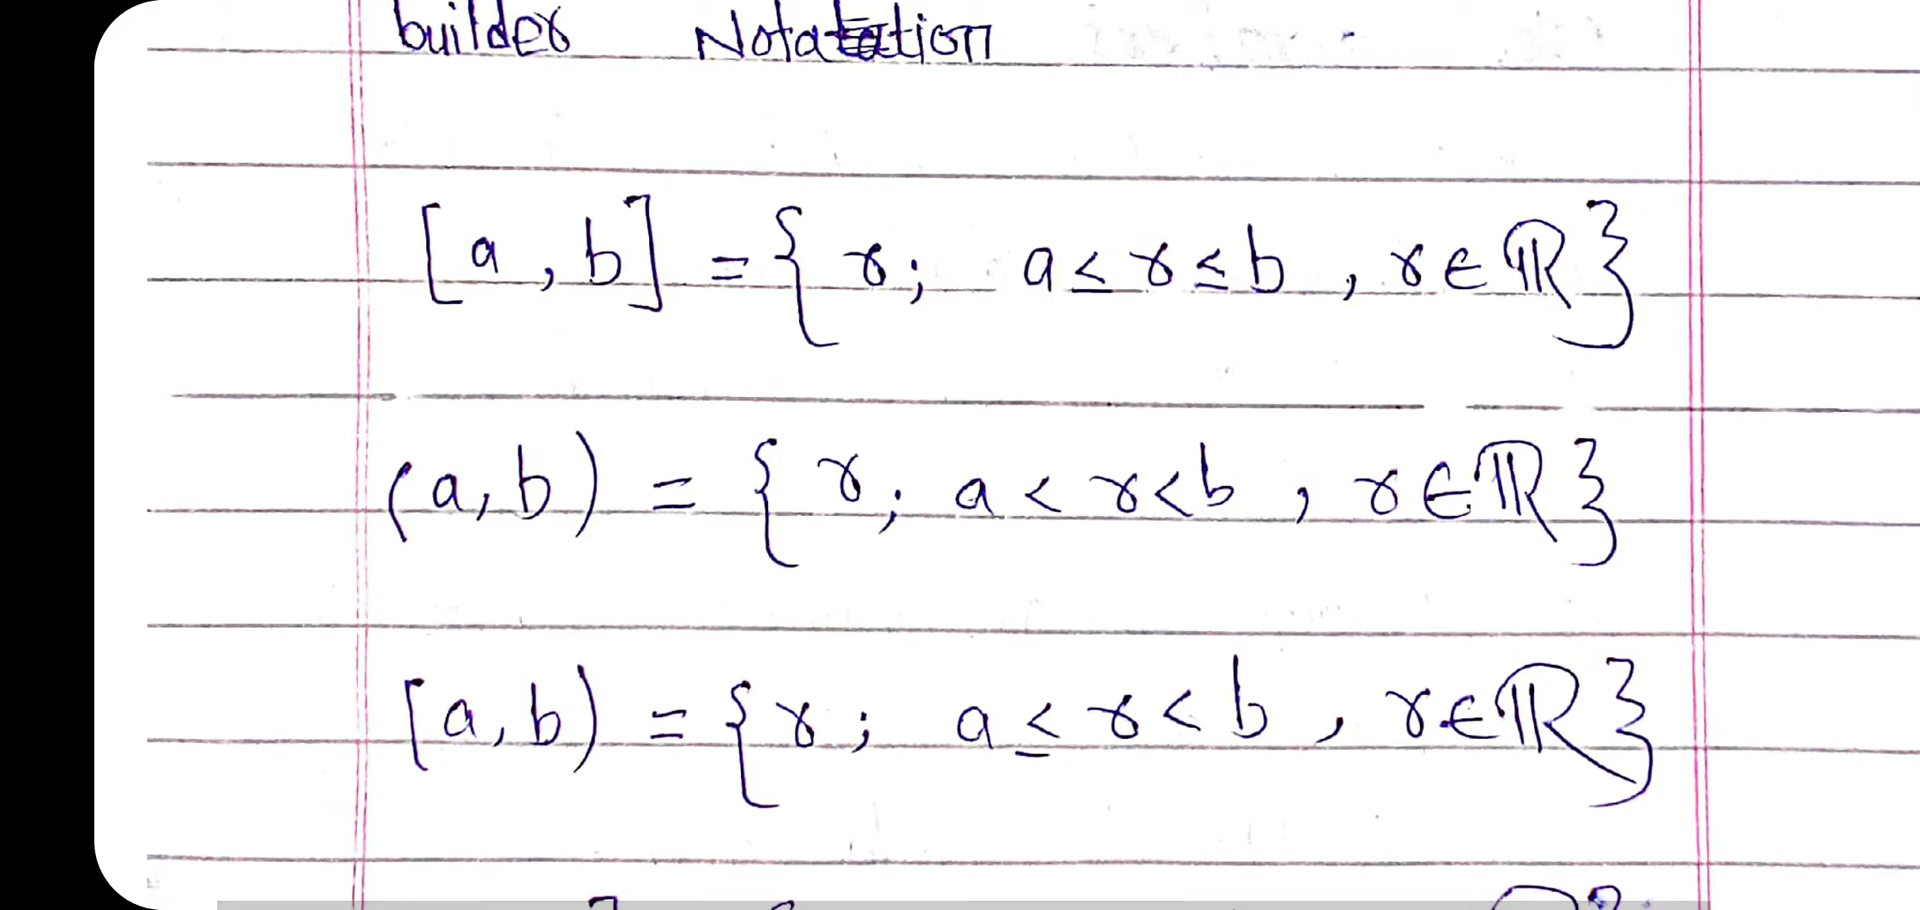 builder Notation
[a, b] = {r; a ≤ r ≤ b, r ∈ ℝ}
(a, b) = {r; a < r < b, r ∈ ℝ}
[a, b) = {r; a ≤ r < b, r ∈ ℝ}